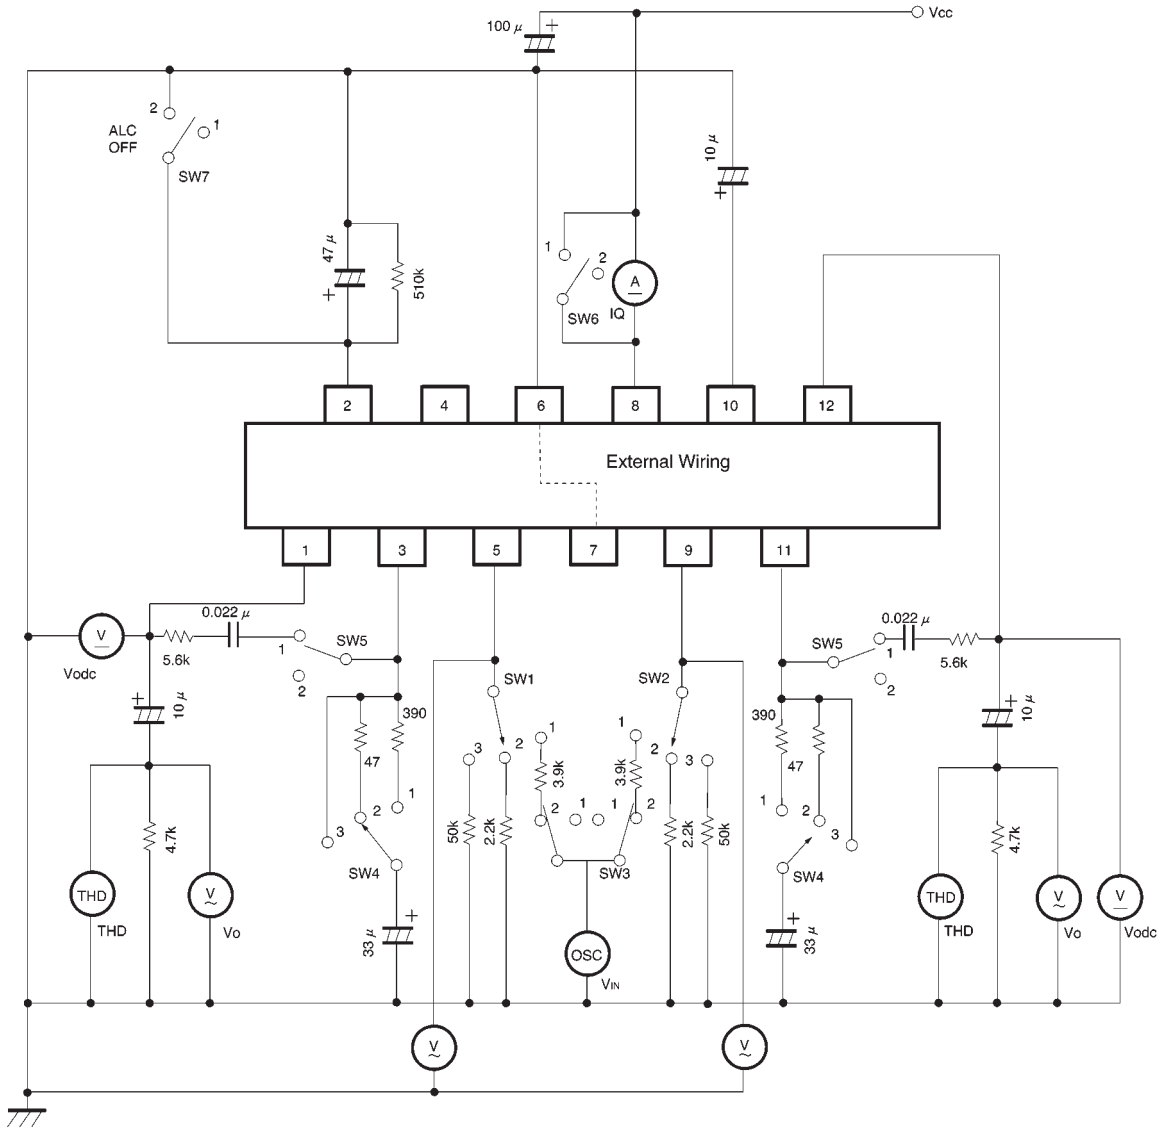 100 μ
+
Vcc
2
1
ALC
OFF
SW7
10 μ
+
47 μ
+
510k
1
2
SW6
A
IQ
2
4
6
8
10
12
External Wiring
1
3
5
7
9
11
0.022 μ
V
Vodc
5.6k
1
SW5
2
SW1
SW2
SW5
0.022 μ
1
5.6k
2
+
10 μ
390
47
1
2
3
SW4
3
2
1
3.9k
2
1
1
1
3.9k
2
2
3
50k
2.2k
SW3
2.2k
50k
390
47
1
2
3
SW4
+
10 μ
4.7k
THD
THD
V
~
Vo
+
33 μ
OSC
VIN
+
33 μ
4.7k
THD
THD
V
~
Vo
V
Vodc
V
~
V
~